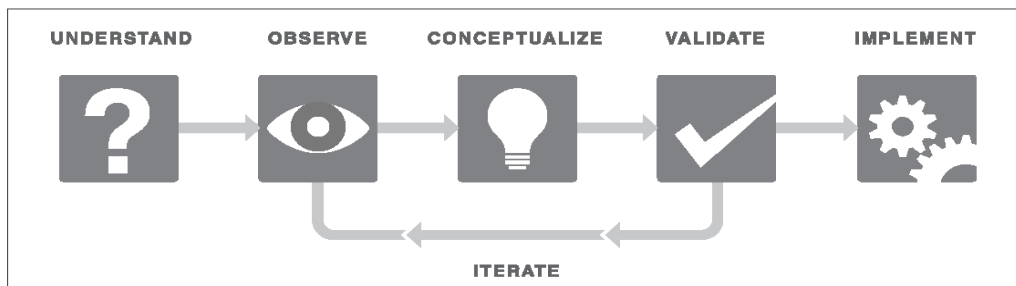 UNDERSTAND OBSERVE CONCEPTUALIZE VALIDATE IMPLEMENT
ITERATE